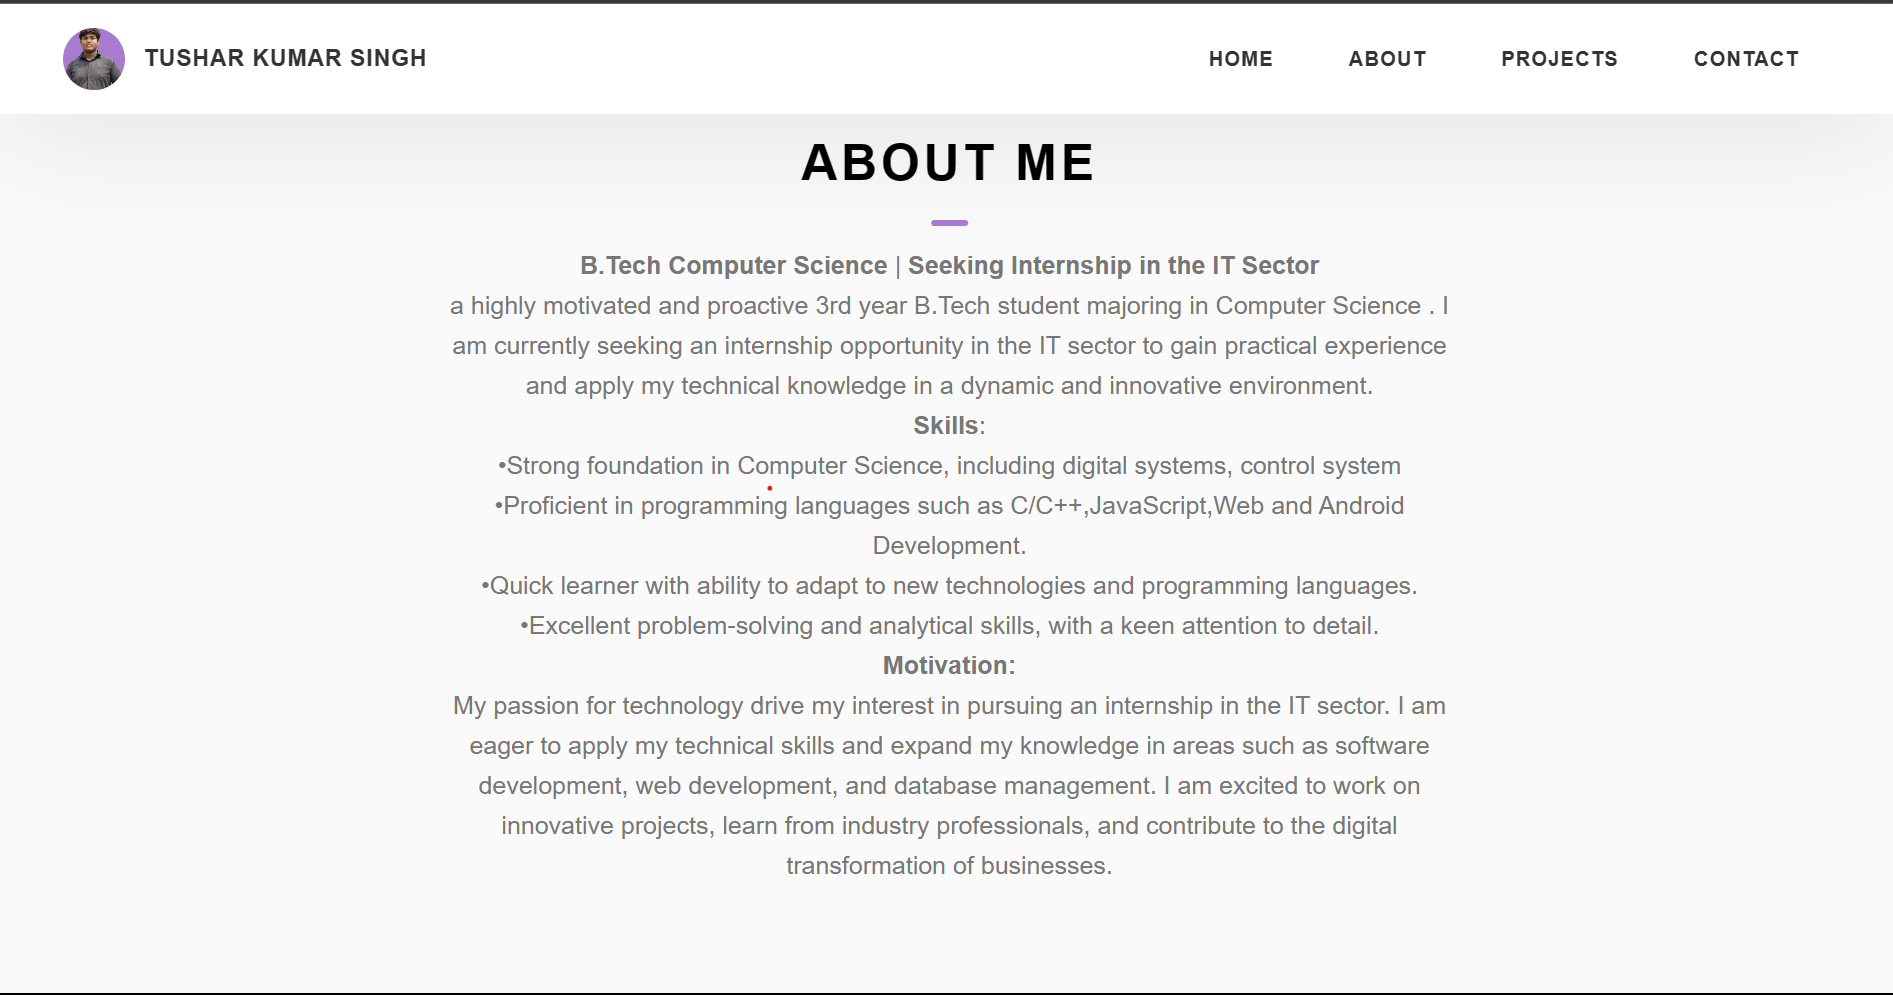 TUSHAR KUMAR SINGH
HOME ABOUT PROJECTS CONTACT
ABOUT ME
B.Tech Computer Science | Seeking Internship in the IT Sector
a highly motivated and proactive 3rd year B.Tech student majoring in Computer Science . I
am currently seeking an internship opportunity in the IT sector to gain practical experience
and apply my technical knowledge in a dynamic and innovative environment.
Skills:
•Strong foundation in Computer Science, including digital systems, control system
•Proficient in programming languages such as C/C++,JavaScript,Web and Android
Development.
•Quick learner with ability to adapt to new technologies and programming languages.
•Excellent problem-solving and analytical skills, with a keen attention to detail.
Motivation:
My passion for technology drive my interest in pursuing an internship in the IT sector. I am
eager to apply my technical skills and expand my knowledge in areas such as software
development, web development, and database management. I am excited to work on
innovative projects, learn from industry professionals, and contribute to the digital
transformation of businesses.